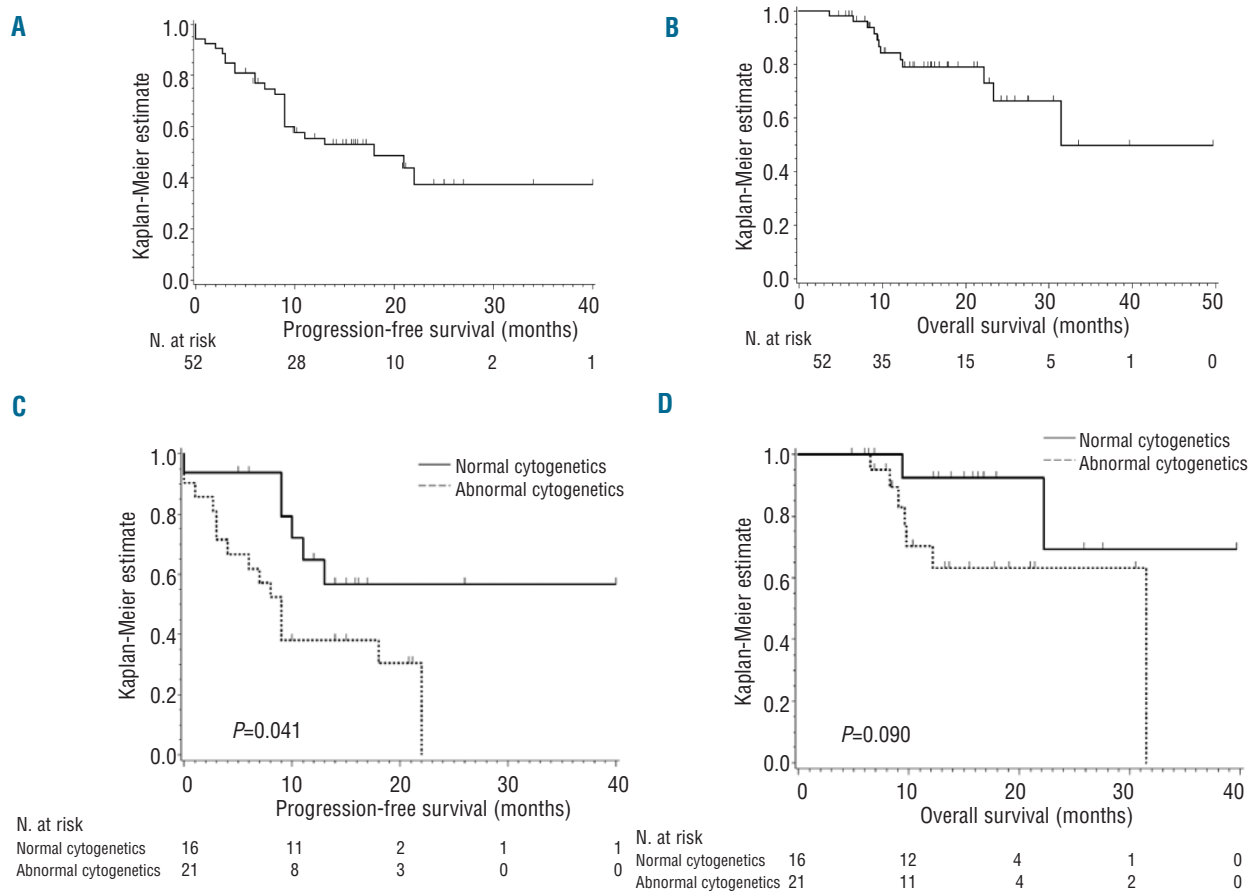 A
Kaplan-Meier estimate
1.0
0.8
0.6
0.4
0.2
0.0
0 10 20 30 40
Progression-free survival (months)
N. at risk
52 28 10 2 1
B
Kaplan-Meier estimate
1.0
0.8
0.6
0.4
0.2
0.0
0 10 20 30 40 50
Overall survival (months)
N. at risk
52 35 15 5 1 0
C
Kaplan-Meier estimate
1.0
0.8
0.6
0.4
0.2
0.0
Normal cytogenetics
Abnormal cytogenetics
P=0.041
0 10 20 30 40
Progression-free survival (months)
N. at risk
Normal cytogenetics 16 11 2 1 1
Abnormal cytogenetics 21 8 3 0 0
D
Kaplan-Meier estimate
1.0
0.8
0.6
0.4
0.2
0.0
Normal cytogenetics
Abnormal cytogenetics
P=0.090
0 10 20 30 40
Overall survival (months)
N. at risk
Normal cytogenetics 16 12 4 1 0
Abnormal cytogenetics 21 11 4 2 0